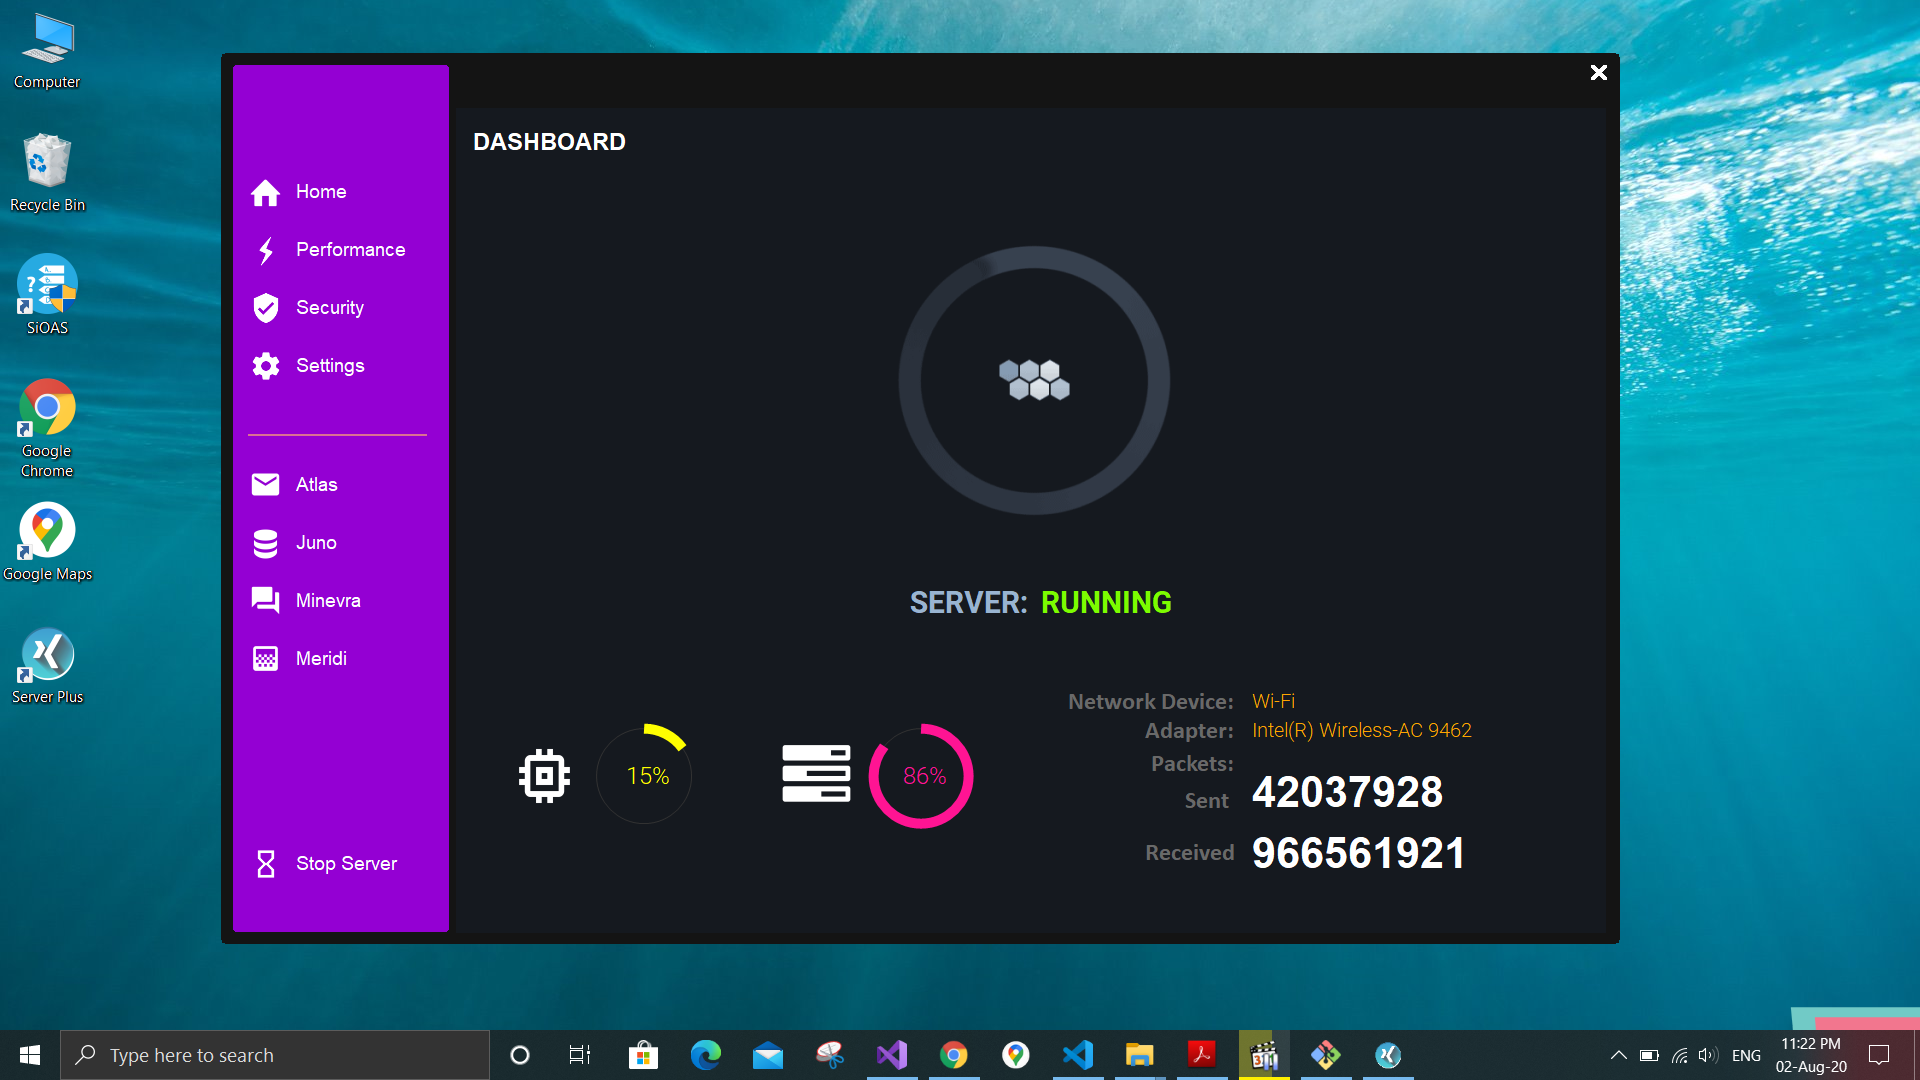 Computer
Recycle Bin
SiOAS
Google
Chrome
Google Maps
Server Plus
DASHBOARD
Home
Performance
Security
Settings
Atlas
Juno
Minevra
Meridi
Stop Server
SERVER: RUNNING
15%
86%
Network Device: Wi-Fi
Adapter: Intel(R) Wireless-AC 9462
Packets:
Sent 42037928
Received 966561921
Type here to search
ENG
11:22 PM
02-Aug-20